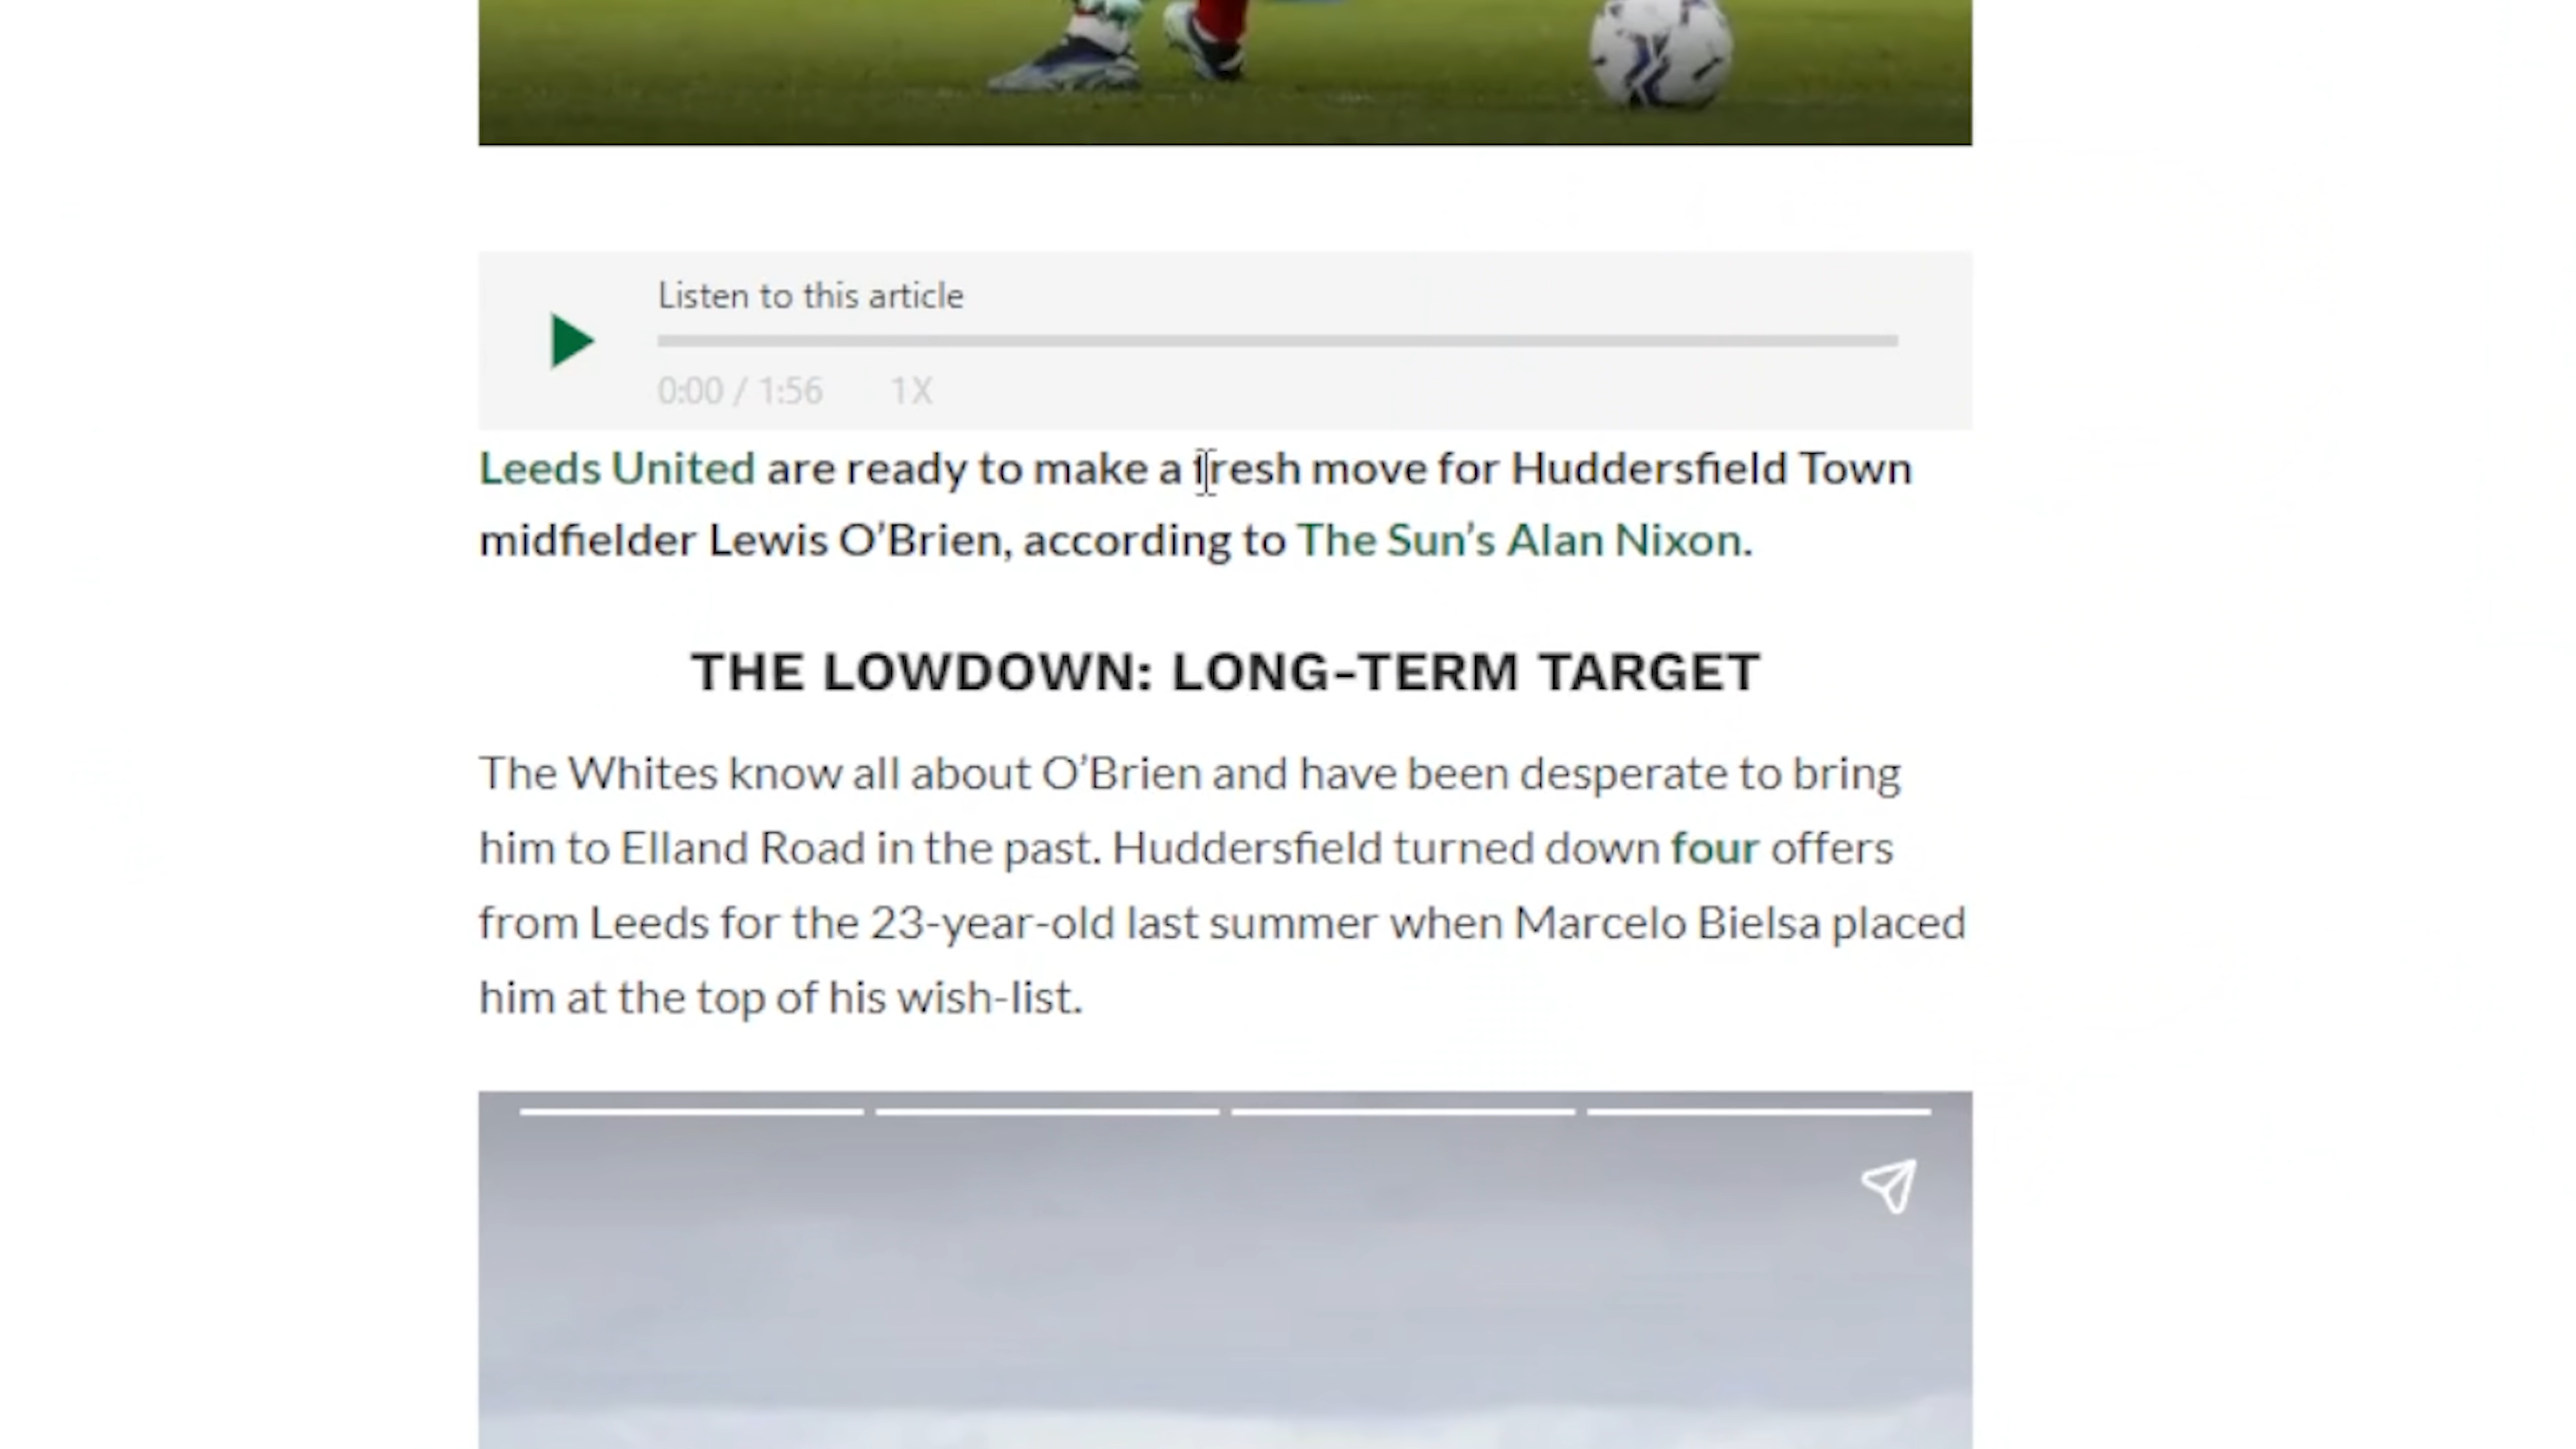 Listen to this article
0:00 / 1:56 1X
Leeds United are ready to make a fresh move for Huddersfield Town
midfielder Lewis O’Brien, according to The Sun’s Alan Nixon.
THE LOWDOWN: LONG-TERM TARGET
The Whites know all about O’Brien and have been desperate to bring
him to Elland Road in the past. Huddersfield turned down four offers
from Leeds for the 23-year-old last summer when Marcelo Bielsa placed
him at the top of his wish-list.